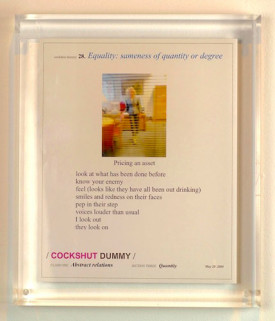 28. Equality: sameness of quantity or degree
Pricing an asset
look at what has been done before
know your enemy
feel (looks like they have all been out drinking)
smiles and redness on their faces
pep in their step
voices louder than usual
I look out
they look on
/ COCKSHUT DUMMY /
Abstract relations
Quantity